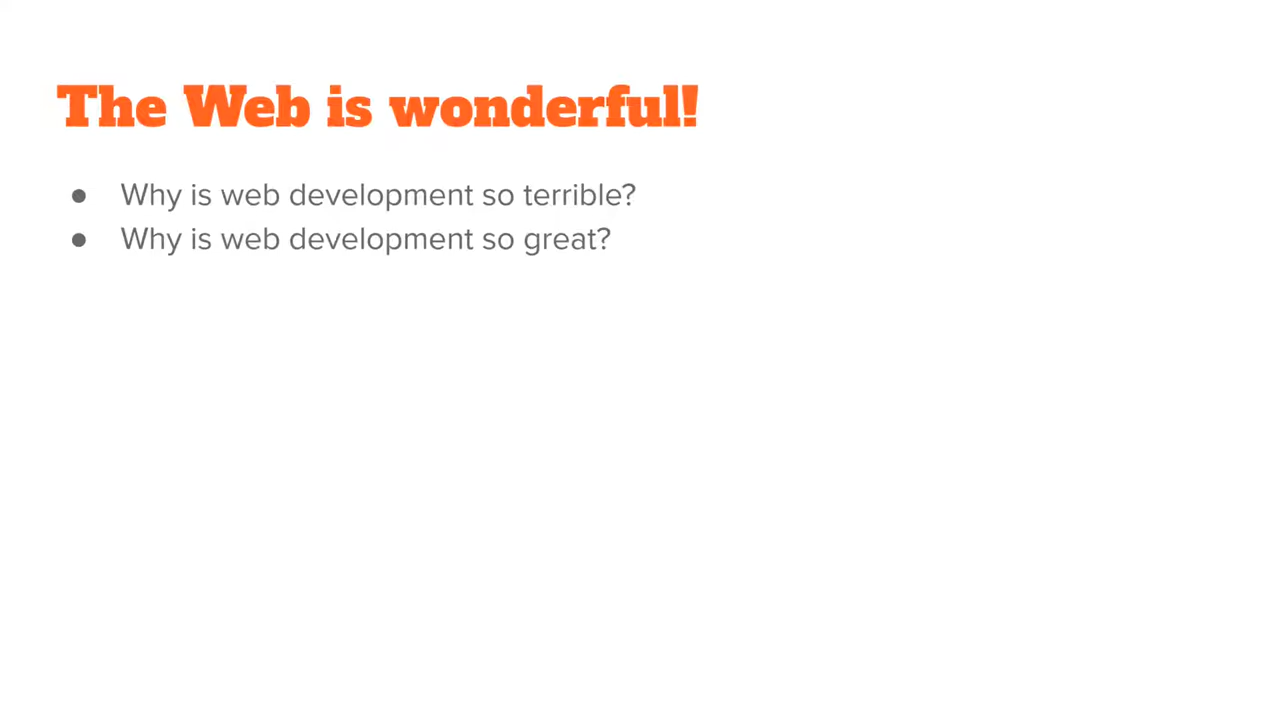 The Web is wonderful!
● Why is web development so terrible?
● Why is web development so great?